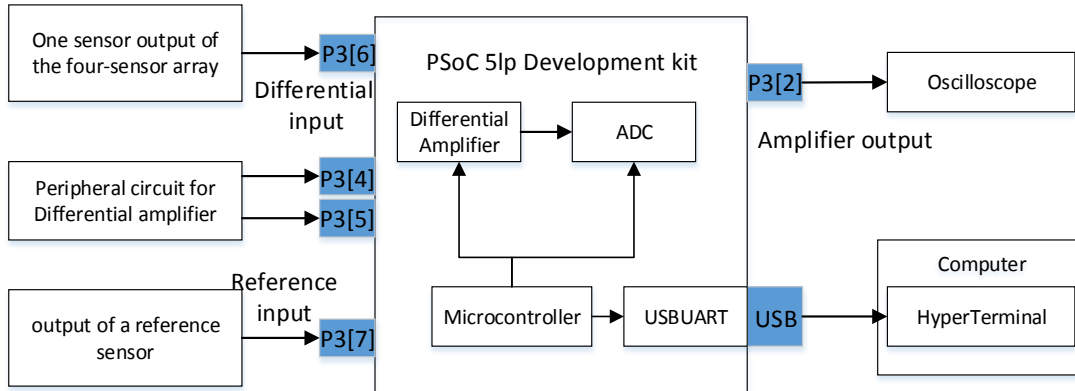 One sensor output of
the four-sensor array
P3[6]
Differential
input
Peripheral circuit for
Differential amplifier
P3[4]
P3[5]
Reference
input
output of a reference
sensor
P3[7]
PSoC 5lp Development kit
Differential
Amplifier
ADC
Microcontroller
USBUART
P3[2]
Amplifier output
Oscilloscope
USB
Computer
HyperTerminal